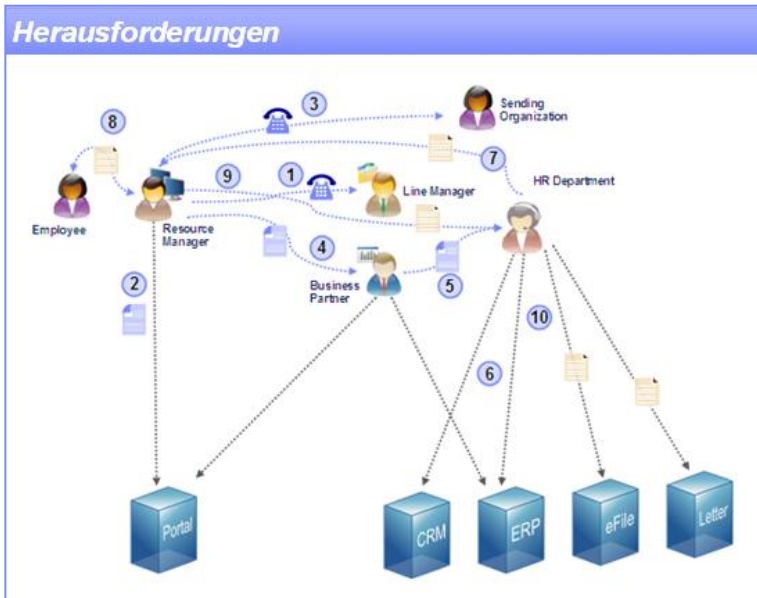 Herausforderungen
8
3
Sending
Organization
7
HR Department
9
1
Line Manager
Employee
Resource
Manager
4
5
2
Business
Partner
10
6
Portal
CRM
ERP
eFile
Letter